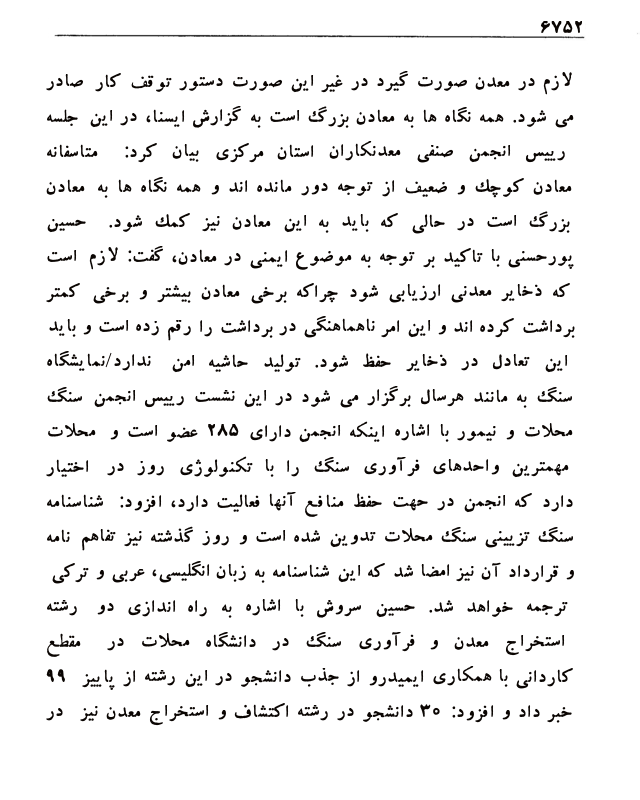 ۶۷۵۲
لازم در معدن صورت گیرد در غیر این صورت دستور توقف کار صادر
می شود. همه نگاه ها به معادن بزرگ است به گزارش ایسنا، در این جلسه
رییس انجمن صنفی معدنکاران استان مرکزی بیان کرد: متاسفانه
معادن کوچک و ضعیف از توجه دور مانده اند و همه نگاه ها به معادن
بزرگ است در حالی که باید به این معادن نیز کمک شود. حسین
پورحسنی با تاکید بر توجه به موضوع ایمنی در معادن، گفت: لازم است
که ذخایر معدنی ارزیابی شود چراکه برخی معادن بیشتر و برخی کمتر
برداشت کرده اند و این امر ناهماهنگی در برداشت را رقم زده است و باید
این تعادل در ذخایر حفظ شود. تولید حاشیه امن ندارد/نمایشگاه
سنگ به مانند هرسال برگزار می شود در این نشست رییس انجمن سنگ
محلات و نیمور با اشاره اینکه انجمن دارای ۲۸۵ عضو است و محلات
مهمترین واحدهای فرآوری سنگ را با تکنولوژی روز در اختیار
دارد که انجمن در حهت حفظ منافع آنها فعالیت دارد، افزود: شناسنامه
سنگ تزیینی سنگ محلات تدوین شده است و روز گذشته نیز تفاهم نامه
و قرارداد آن نیز امضا شد که این شناسنامه به زبان انگلیسی، عربی و ترکی
ترجمه خواهد شد. حسین سروش با اشاره به راه اندازی دو رشته
استخراج معدن و فرآوری سنگ در دانشگاه محلات در مقطع
کاردانی با همکاری ایمیدرو از جذب دانشجو در این رشته از پاییز ۹۹
خبر داد و افزود: ۳۰ دانشجو در رشته اکتشاف و استخراج معدن نیز در